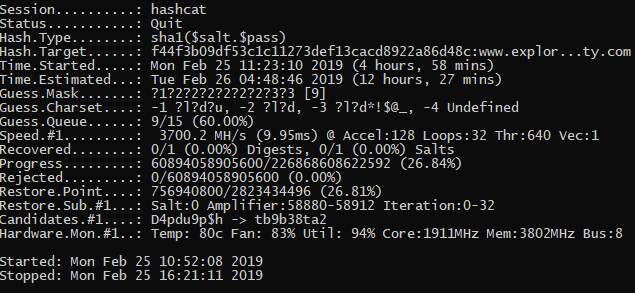 Session..........: hashcat
Status...........: Quit
Hash.Type........: sha1($salt.$pass)
Hash.Target......: f44f3b09df53c1c11273def13cacd8922a86d48c:www.explor...ty.com
Time.Started.....: Mon Feb 25 11:23:10 2019 (4 hours, 58 mins)
Time.Estimated...: Tue Feb 26 04:48:46 2019 (12 hours, 27 mins)
Guess.Mask.......: ?1?2?2?2?2?2?2?3?3 [9]
Guess.Charset....: -1 ?l?d?u, -2 ?l?d, -3 ?l?d*!$@_, -4 Undefined
Guess.Queue......: 9/15 (60.00%)
Speed.#1.........:  3700.2 MH/s (9.95ms) @ Accel:128 Loops:32 Thr:640 Vec:1
Recovered........: 0/1 (0.00%) Digests, 0/1 (0.00%) Salts
Progress.........: 60894058905600/226868608622592 (26.84%)
Rejected.........: 0/60894058905600 (0.00%)
Restore.Point....: 756940800/2823434496 (26.81%)
Restore.Sub.#1...: Salt:0 Amplifier:58880-58912 Iteration:0-32
Candidates.#1....: D4pdu9p$h -> tb9b38ta2
Hardware.Mon.#1..: Temp: 80c Fan: 83% Util: 94% Core:1911MHz Mem:3802MHz Bus:8
Started: Mon Feb 25 10:52:08 2019
Stopped: Mon Feb 25 16:21:11 2019